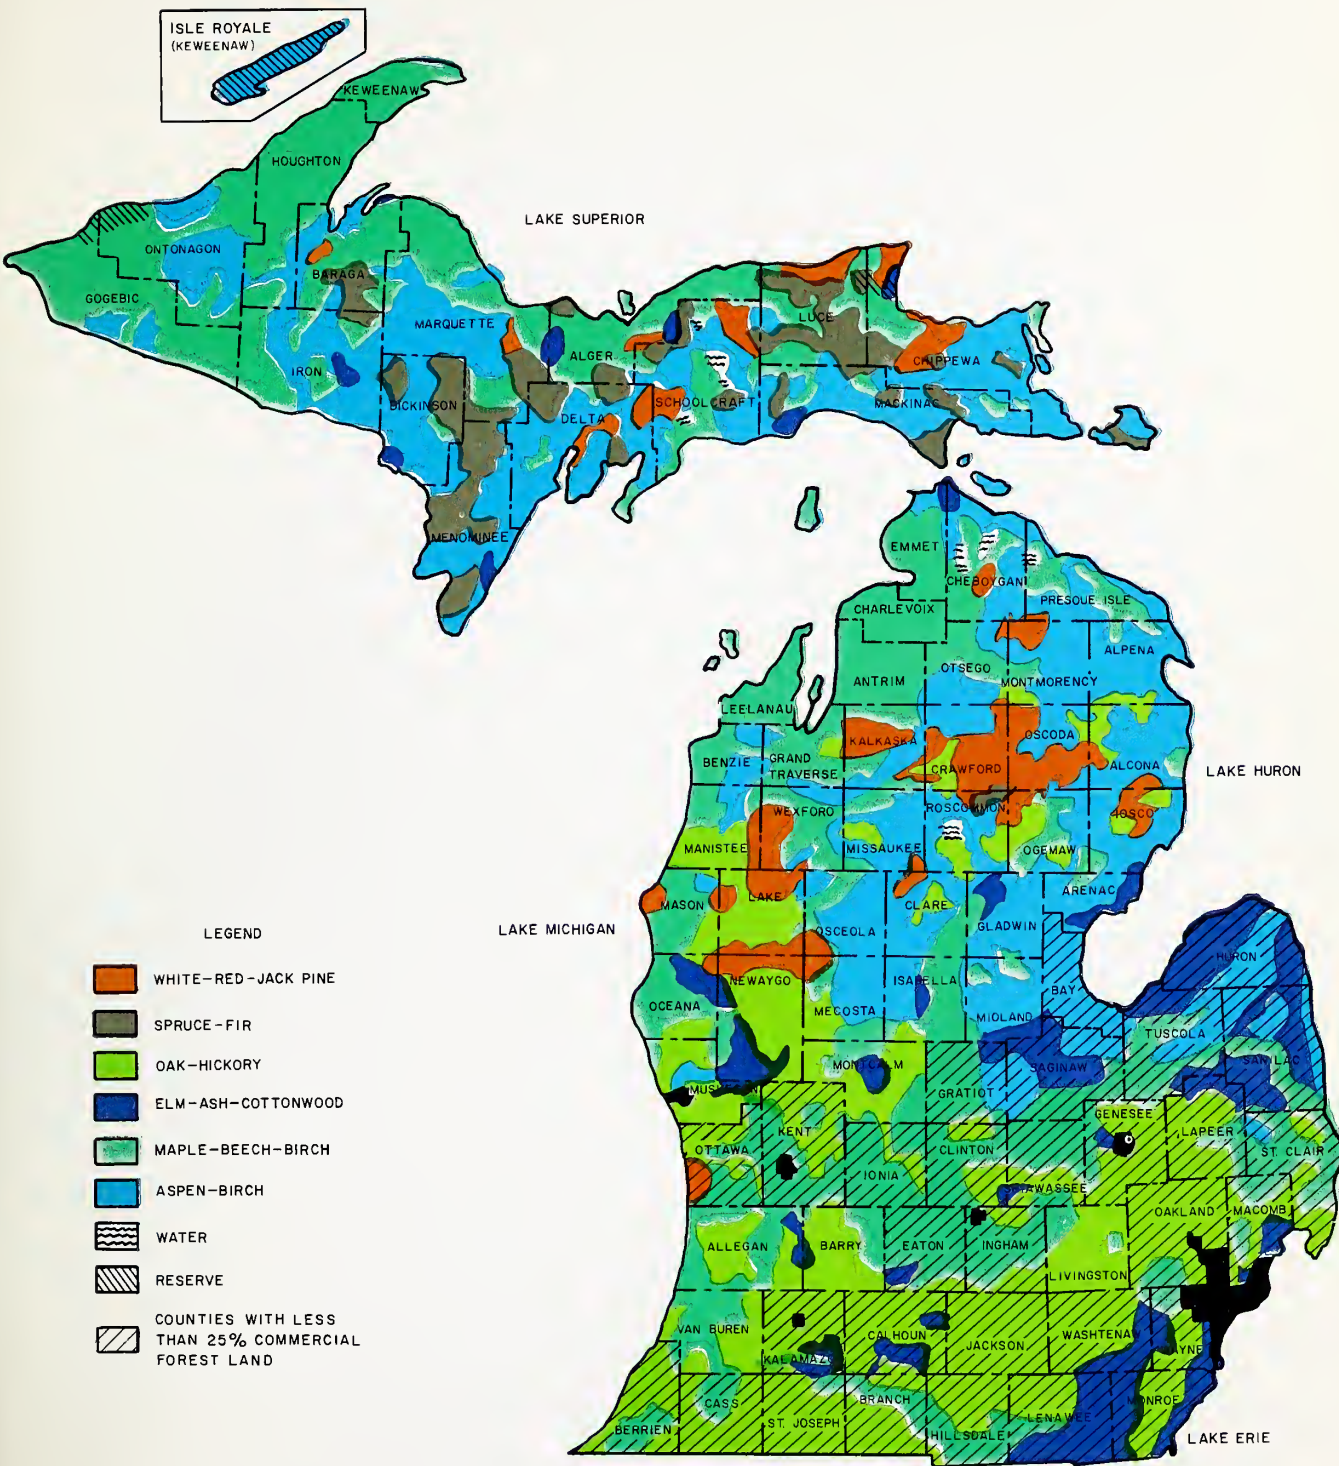 ISLE ROYALE
(KEWEENAW)
KEWEENAW
HOUGHTON
LAKE SUPERIOR
ONTONAGON
BARAGA
GOGEBIC
MARQUETTE
LUCE
ALGER
CHIPPEWA
IRON
DICKINSON
SCHOOLCRAFT
MACKINAC
DELTA
MENOMINEE
EMMET
CHEBOYGAN
PRESQUE ISLE
CHARLEVOIX
ALPENA
OTSEGO
ANTRIM
MONTMORENCY
LEELANAU
KALKASKA
OSCODA
BENZIE
GRAND
TRAVERSE
CRAWFORD
ALCONA
LAKE HURON
WEXFORD
ROSCOMMON
IOSCO
MANISTEE
MISSAUKEE
OGEMAW
ARENAC
LAKE
MASON
CLARE
GLADWIN
LAKE MICHIGAN
OSCEOLA
HURON
NEWAYGO
ISABELLA
BAY
OCEANA
MECOSTA
MIDLAND
TUSCOLA
SANILAC
MONTCALM
SAGINAW
MUSKEGON
GRATIOT
GENESEE
LAPEER
KENT
OTTAWA
CLINTON
ST. CLAIR
IONIA
SHIAWASSEE
OAKLAND
MACOMB
ALLEGAN
BARRY
EATON
INGHAM
LIVINGSTON
VAN BUREN
CALHOUN
JACKSON
WASHTENAW
WAYNE
KALAMAZOO
CASS
BRANCH
MONROE
ST. JOSEPH
LENAWEE
BERRIEN
HILLSDALE
LAKE ERIE
LEGEND
WHITE-RED-JACK PINE
SPRUCE-FIR
OAK-HICKORY
ELM-ASH-COTTONWOOD
MAPLE-BEECH-BIRCH
ASPEN-BIRCH
WATER
RESERVE
COUNTIES WITH LESS
THAN 25% COMMERCIAL
FOREST LAND